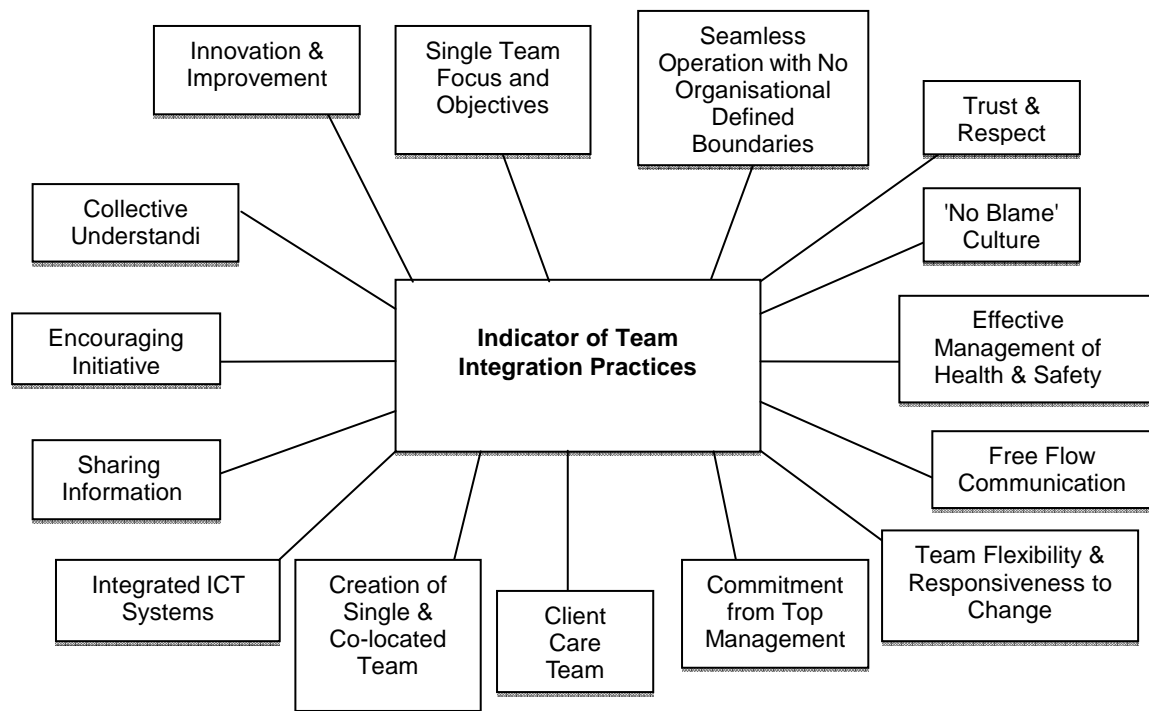 Innovation &
Improvement
Single Team
Focus and
Objectives
Seamless
Operation with No
Organisational
Defined
Boundaries
Trust &
Respect
Collective
Understandi
'No Blame'
Culture
Indicator of Team
Integration Practices
Encouraging
Initiative
Effective
Management of
Health & Safety
Sharing
Information
Free Flow
Communication
Integrated ICT
Systems
Creation of
Single &
Co-located
Team
Client
Care
Team
Commitment
from Top
Management
Team Flexibility &
Responsiveness to
Change